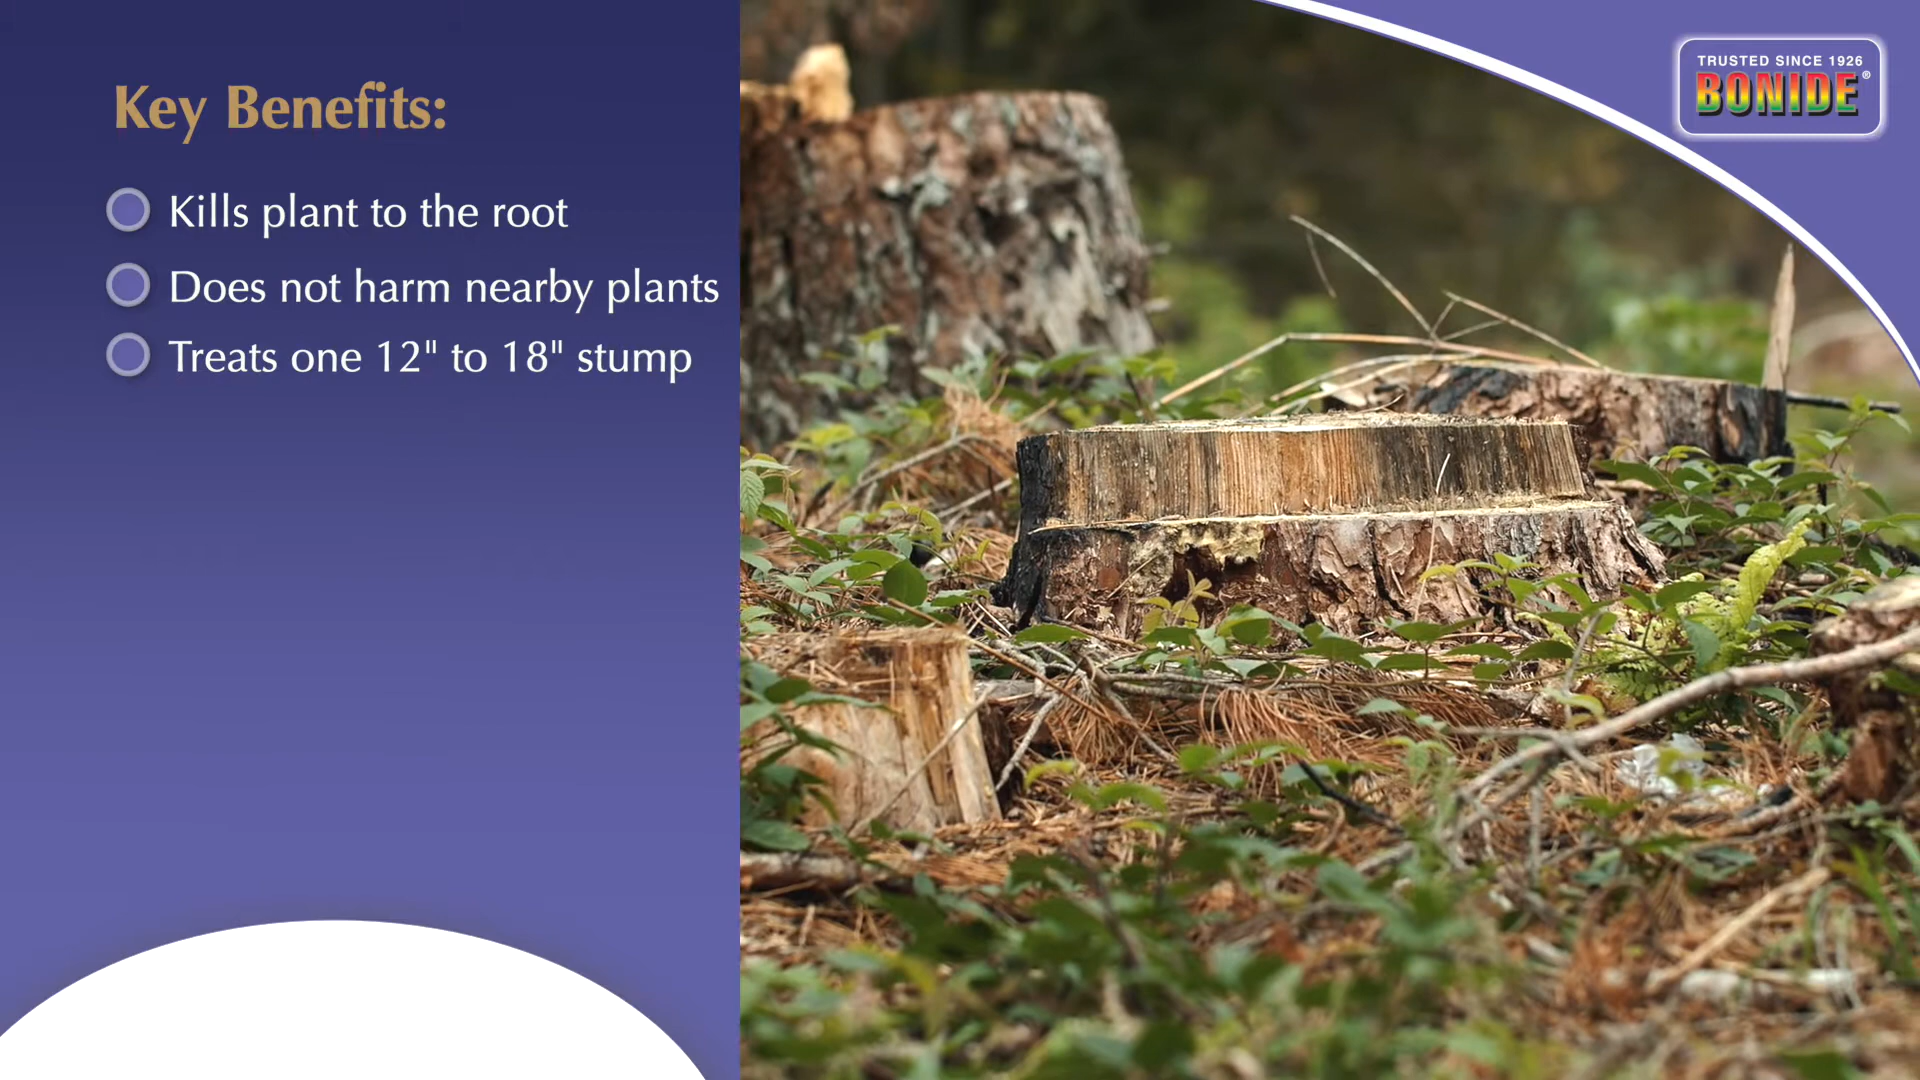 Key Benefits:
Kills plant to the root
Does not harm nearby plants
Treats one 12" to 18" stump
TRUSTED SINCE 1926
BONIDE®